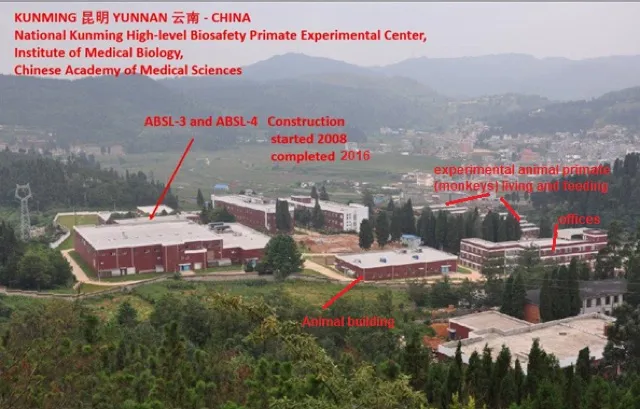 KUNMING 昆明 YUNNAN 云南 - CHINA
National Kunming High-level Biosafety Primate Experimental Center,
Institute of Medical Biology,
Chinese Academy of Medical Sciences
ABSL-3 and ABSL-4 Construction
started 2008
completed 2016
experimental animal primate
(monkeys) living and feeding
offices
Animal building